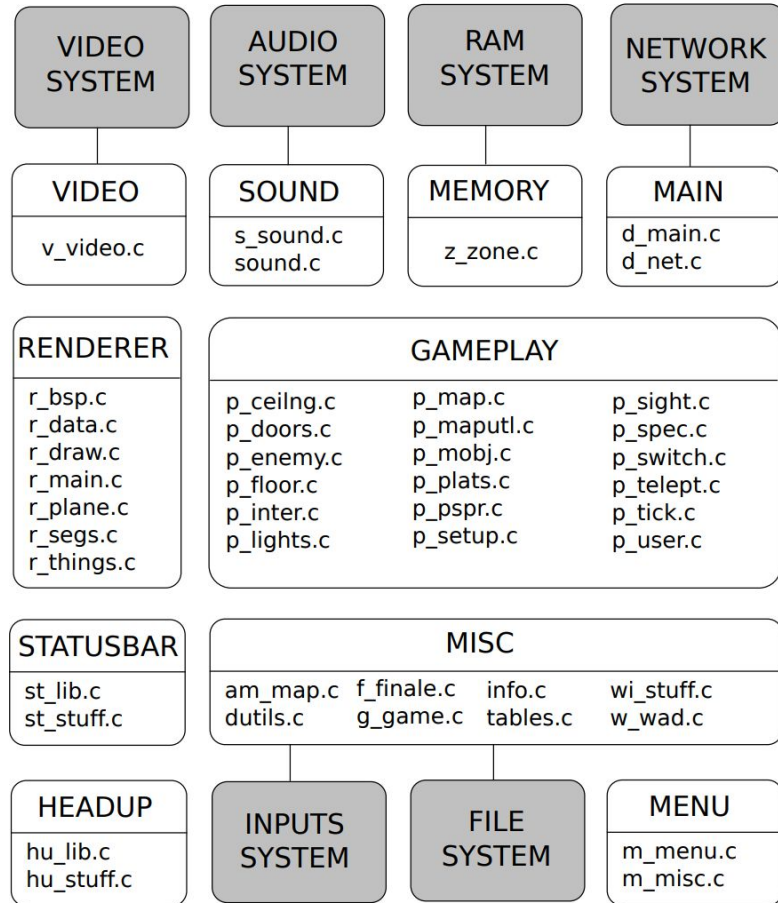 VIDEO
SYSTEM
AUDIO
SYSTEM
RAM
SYSTEM
NETWORK
SYSTEM
VIDEO
v_video.c
SOUND
s_sound.c
sound.c
MEMORY
z_zone.c
MAIN
d_main.c
d_net.c
RENDERER
r_bsp.c
r_data.c
r_draw.c
r_main.c
r_plane.c
r_segs.c
r_things.c
GAMEPLAY
p_ceilng.c
p_doors.c
p_enemy.c
p_floor.c
p_inter.c
p_lights.c
p_map.c
p_maputl.c
p_mobj.c
p_plats.c
p_pspr.c
p_setup.c
p_sight.c
p_spec.c
p_switch.c
p_telept.c
p_tick.c
p_user.c
STATUSBAR
st_lib.c
st_stuff.c
MISC
am_map.c
dutils.c
f_finale.c
g_game.c
info.c
tables.c
wi_stuff.c
w_wad.c
HEADUP
hu_lib.c
hu_stuff.c
INPUTS
SYSTEM
FILE
SYSTEM
MENU
m_menu.c
m_misc.c